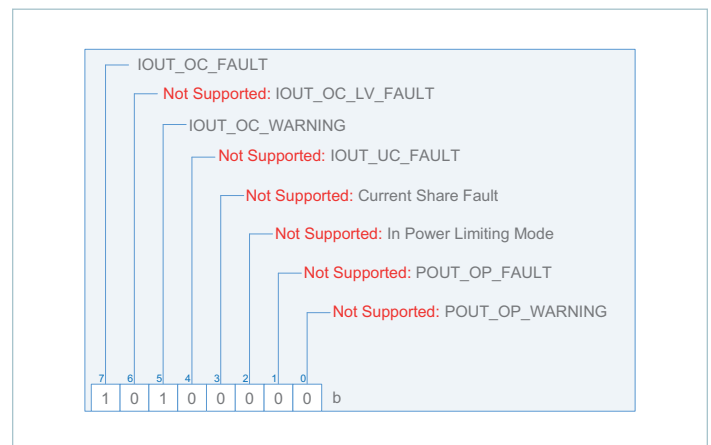 IOUT_OC_FAULT
Not Supported: IOUT_OC_LV_FAULT
IOUT_OC_WARNING
Not Supported: IOUT_UC_FAULT
Not Supported: Current Share Fault
Not Supported: In Power Limiting Mode
Not Supported: POUT_OP_FAULT
Not Supported: POUT_OP_WARNING
7 6 5 4 3 2 1 0
1 0 1 0 0 0 0 0 b